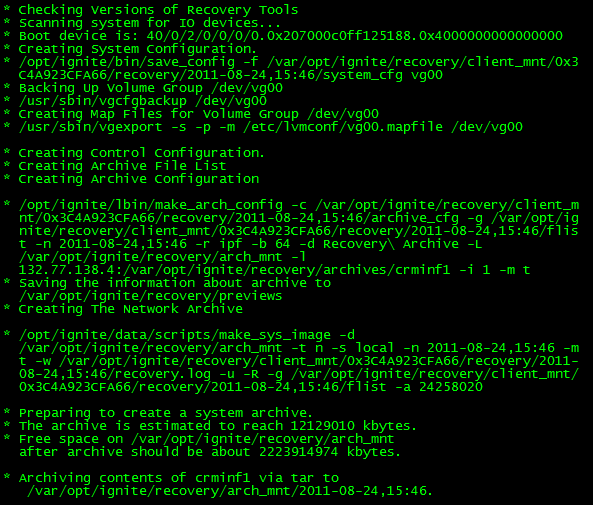 * Checking Versions of Recovery Tools
* Scanning system for IO devices...
* Boot device is: 40/0/2/0/0/0/0.0x207000c0ff125188.0x4000000000000000
* Creating System Configuration.
* /opt/ignite/bin/save_config -f /var/opt/ignite/recovery/client_mnt/0x3
C4A923CFA66/recovery/2011-08-24,15:46/system_cfg vg00
* Backing Up Volume Group /dev/vg00
* /usr/sbin/vgcfgbackup /dev/vg00
* Creating Map Files for Volume Group /dev/vg00
* /usr/sbin/vgexport -s -p -m /etc/lvmconf/vg00.mapfile /dev/vg00
* Creating Control Configuration.
* Creating Archive File List
* Creating Archive Configuration
* /opt/ignite/lbin/make_arch_config -c /var/opt/ignite/recovery/client_m
nt/0x3C4A923CFA66/recovery/2011-08-24,15:46/archive_cfg -g /var/opt/ig
nite/recovery/client_mnt/0x3C4A923CFA66/recovery/2011-08-24,15:46/flis
t -n 2011-08-24,15:46 -r ipf -b 64 -d Recovery\ Archive -L
/var/opt/ignite/recovery/arch_mnt -l
132.77.138.4:/var/opt/ignite/recovery/archives/crminf1 -i 1 -m t
* Saving the information about archive to
/var/opt/ignite/recovery/previews
* Creating The Network Archive
* /opt/ignite/data/scripts/make_sys_image -d
/var/opt/ignite/recovery/arch_mnt -t n -s local -n 2011-08-24,15:46 -m
t -w /var/opt/ignite/recovery/client_mnt/0x3C4A923CFA66/recovery/2011-
08-24,15:46/recovery.log -u -R -g /var/opt/ignite/recovery/client_mnt/
0x3C4A923CFA66/recovery/2011-08-24,15:46/flist -a 24258020
* Preparing to create a system archive.
* The archive is estimated to reach 12129010 kbytes.
* Free space on /var/opt/ignite/recovery/arch_mnt
after archive should be about 2223914974 kbytes.
* Archiving contents of crminf1 via tar to
/var/opt/ignite/recovery/arch_mnt/2011-08-24,15:46.